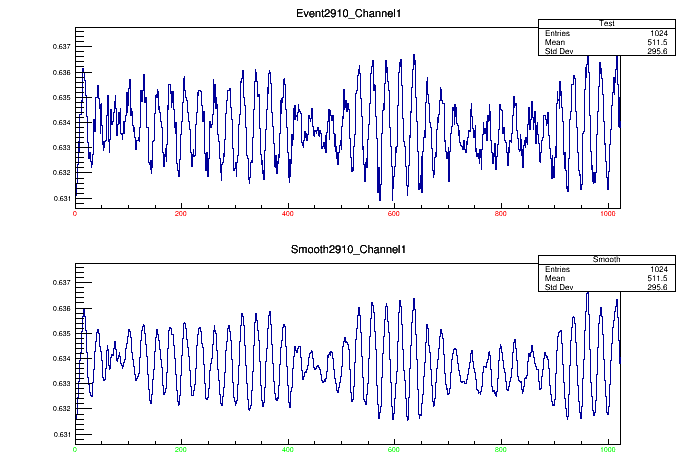 Event2910_Channel1
Test
Entries 1024
Mean 511.5
Std Dev 295.6
0.637
0.636
0.635
0.634
0.633
0.632
0.631
0 200 400 600 800 1000
Smooth2910_Channel1
Smooth
Entries 1024
Mean 511.5
Std Dev 295.6
0.637
0.636
0.635
0.634
0.633
0.632
0.631
0 200 400 600 800 1000